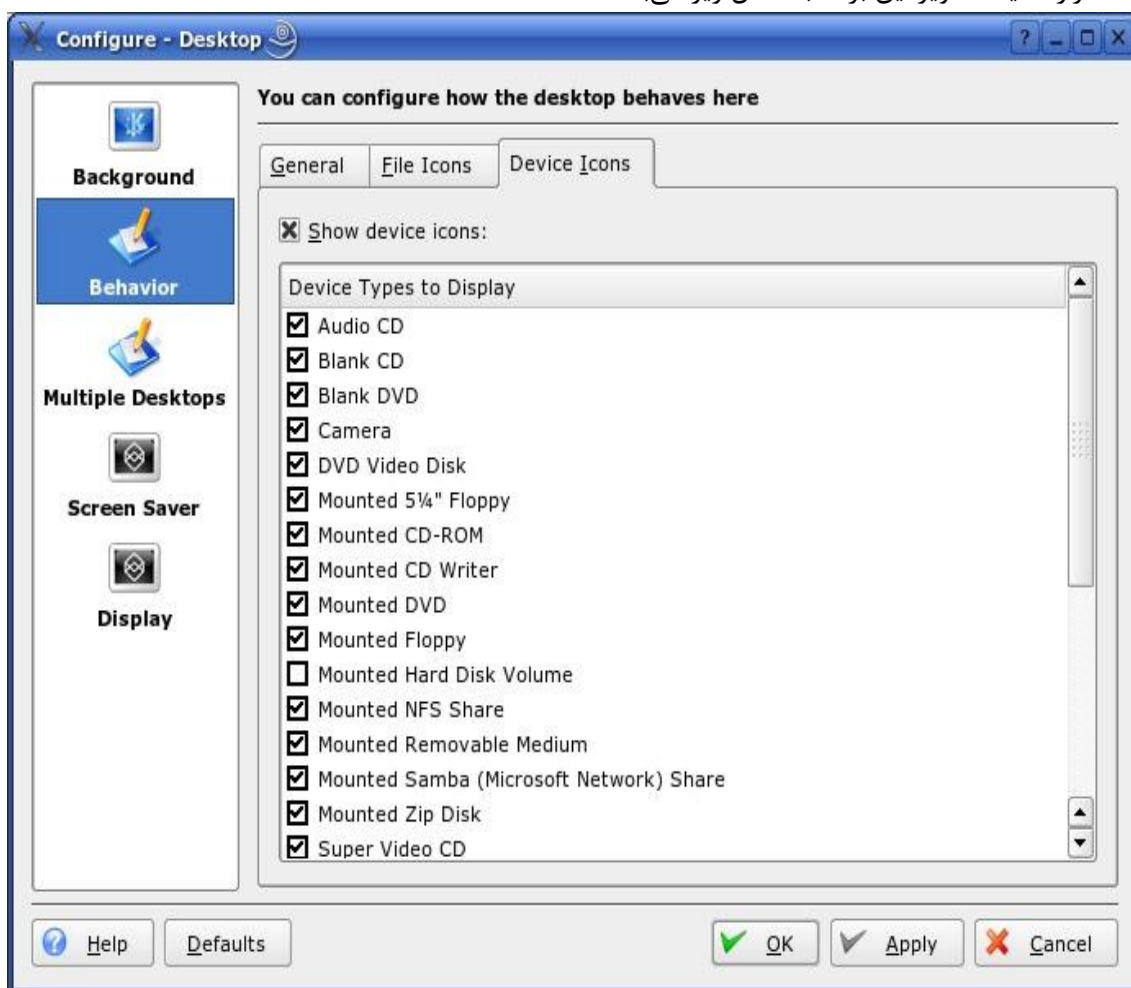 Configure - Desktop
You can configure how the desktop behaves here
Background
Behavior
Multiple Desktops
Screen Saver
Display
General File Icons Device Icons
Show device icons:
Device Types to Display
Audio CD
Blank CD
Blank DVD
Camera
DVD Video Disk
Mounted 5¼" Floppy
Mounted CD-ROM
Mounted CD Writer
Mounted DVD
Mounted Floppy
Mounted Hard Disk Volume
Mounted NFS Share
Mounted Removable Medium
Mounted Samba (Microsoft Network) Share
Mounted Zip Disk
Super Video CD
Help Defaults OK Apply Cancel